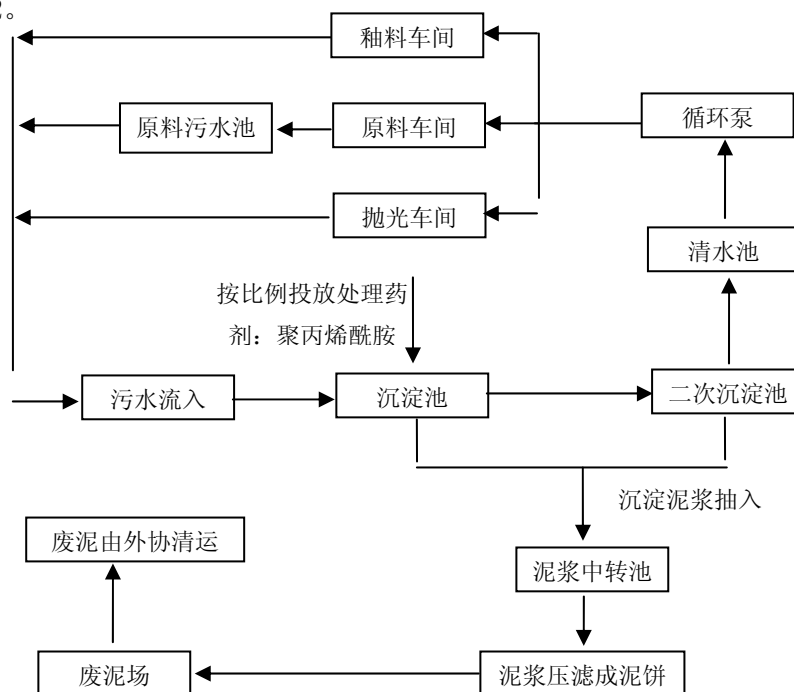 。
釉料车间
循环泵
原料污水池
原料车间
抛光车间
清水池
按比例投放处理药
剂：聚丙烯酰胺
污水流入
沉淀池
二次沉淀池
沉淀泥浆抽入
废泥由外协清运
泥浆中转池
废泥场
泥浆压滤成泥饼